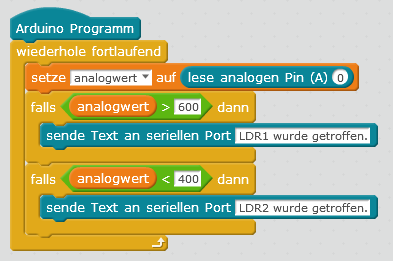 Arduino Programm
wiederhole fortlaufend
setze analogwert auf lese analogen Pin (A) 0
falls analogwert > 600 dann
sende Text an seriellen Port LDR1 wurde getroffen.
falls analogwert < 400 dann
sende Text an seriellen Port LDR2 wurde getroffen.